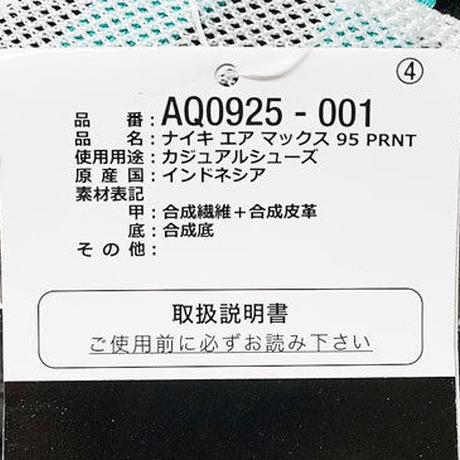 ④
品　番：AQ0925 - 001
品　名：ナイキ エア マックス 95 PRNT
使用用途：カジュアルシューズ
原 産 国：インドネシア
素材表記
甲：合成繊維＋合成皮革
底：合成底
そ の 他：
取扱説明書
ご使用前に必ずお読み下さい